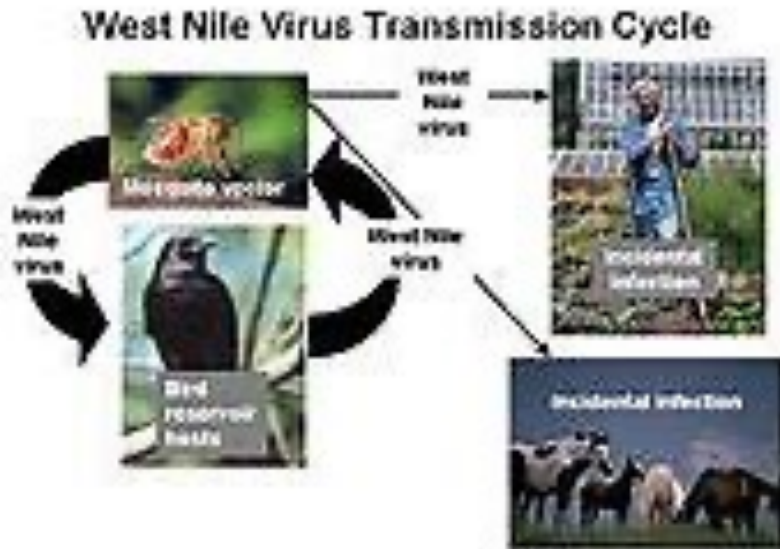 West Nile Virus Transmission Cycle
West
Nile
virus
Mosquito vector
West
Nile
virus
West Nile
virus
Incidental
infection
Bird
reservoir
hosts
Incidental infection